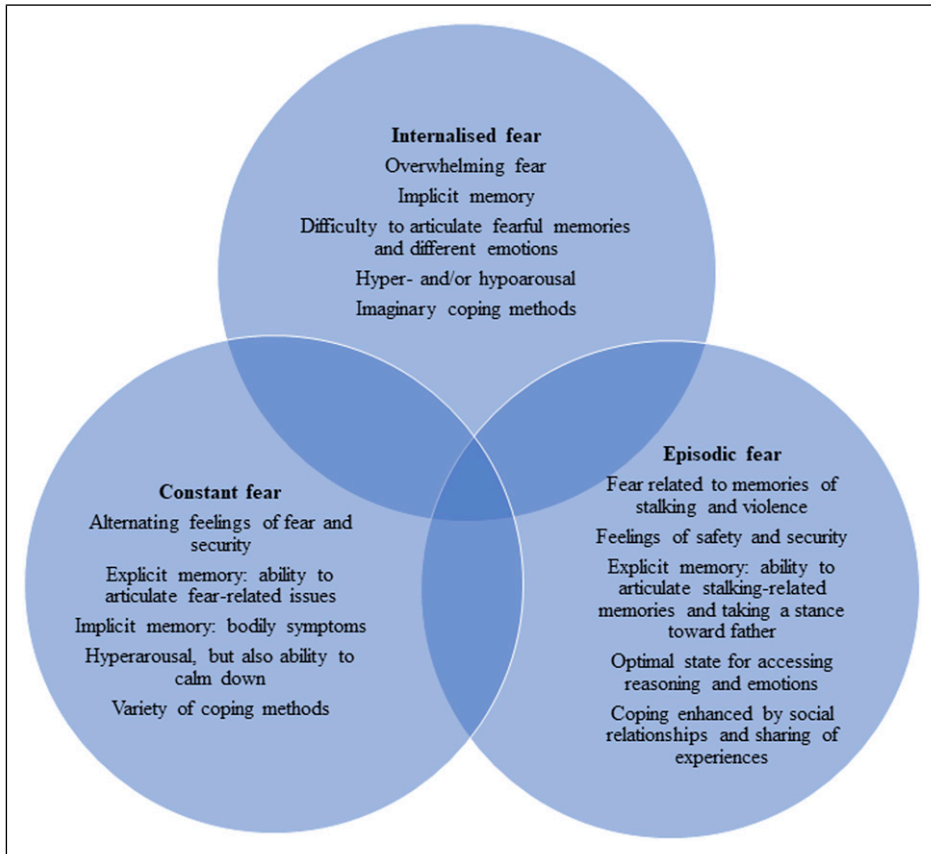 Internalised fear
Overwhelming fear
Implicit memory
Difficulty to articulate fearful memories
and different emotions
Hyper- and/or hypoarousal
Imaginary coping methods
Constant fear
Alternating feelings of fear and
security
Explicit memory: ability to
articulate fear-related issues
Implicit memory: bodily symptoms
Hyperarousal, but also ability to
calm down
Variety of coping methods
Episodic fear
Fear related to memories of
stalking and violence
Feelings of safety and security
Explicit memory: ability to
articulate stalking-related
memories and taking a stance
toward father
Optimal state for accessing
reasoning and emotions
Coping enhanced by social
relationships and sharing of
experiences